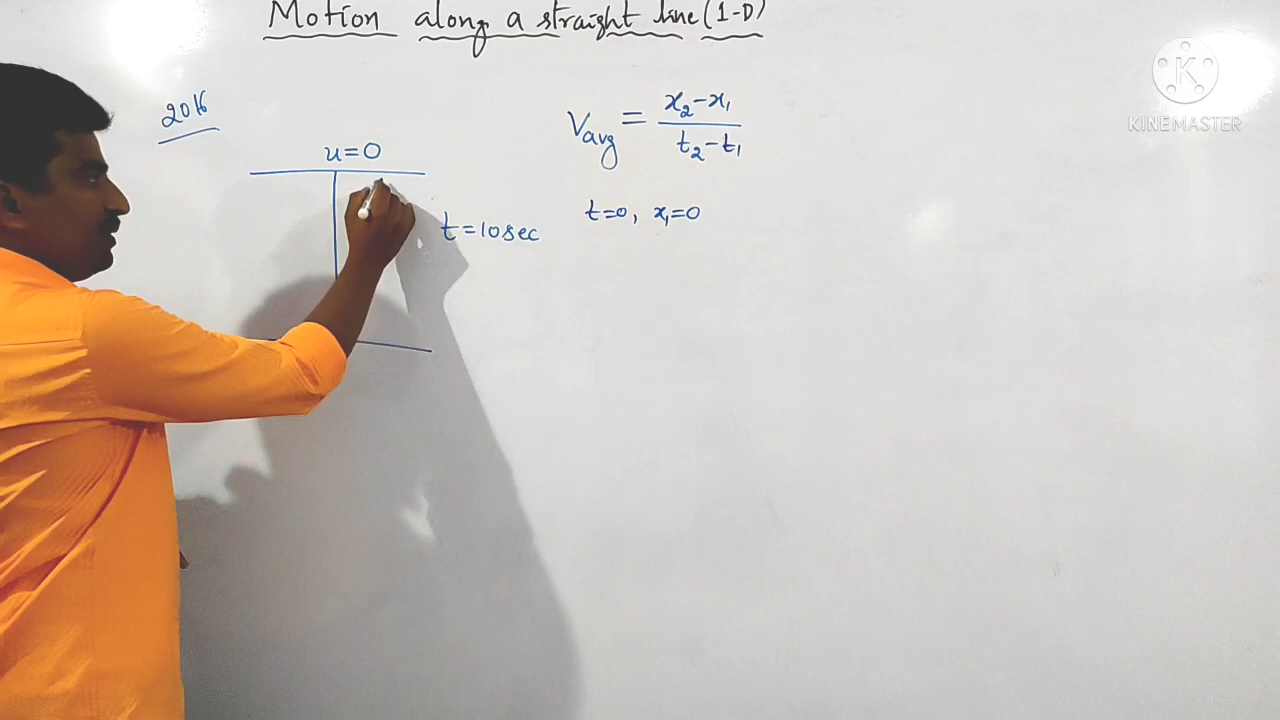 Motion along a straight line (1-D)
2016
u=0
t=10sec
Vavg = x₂-x₁ / t₂-t₁
t=0, x₁=0
K
KINEMASTER